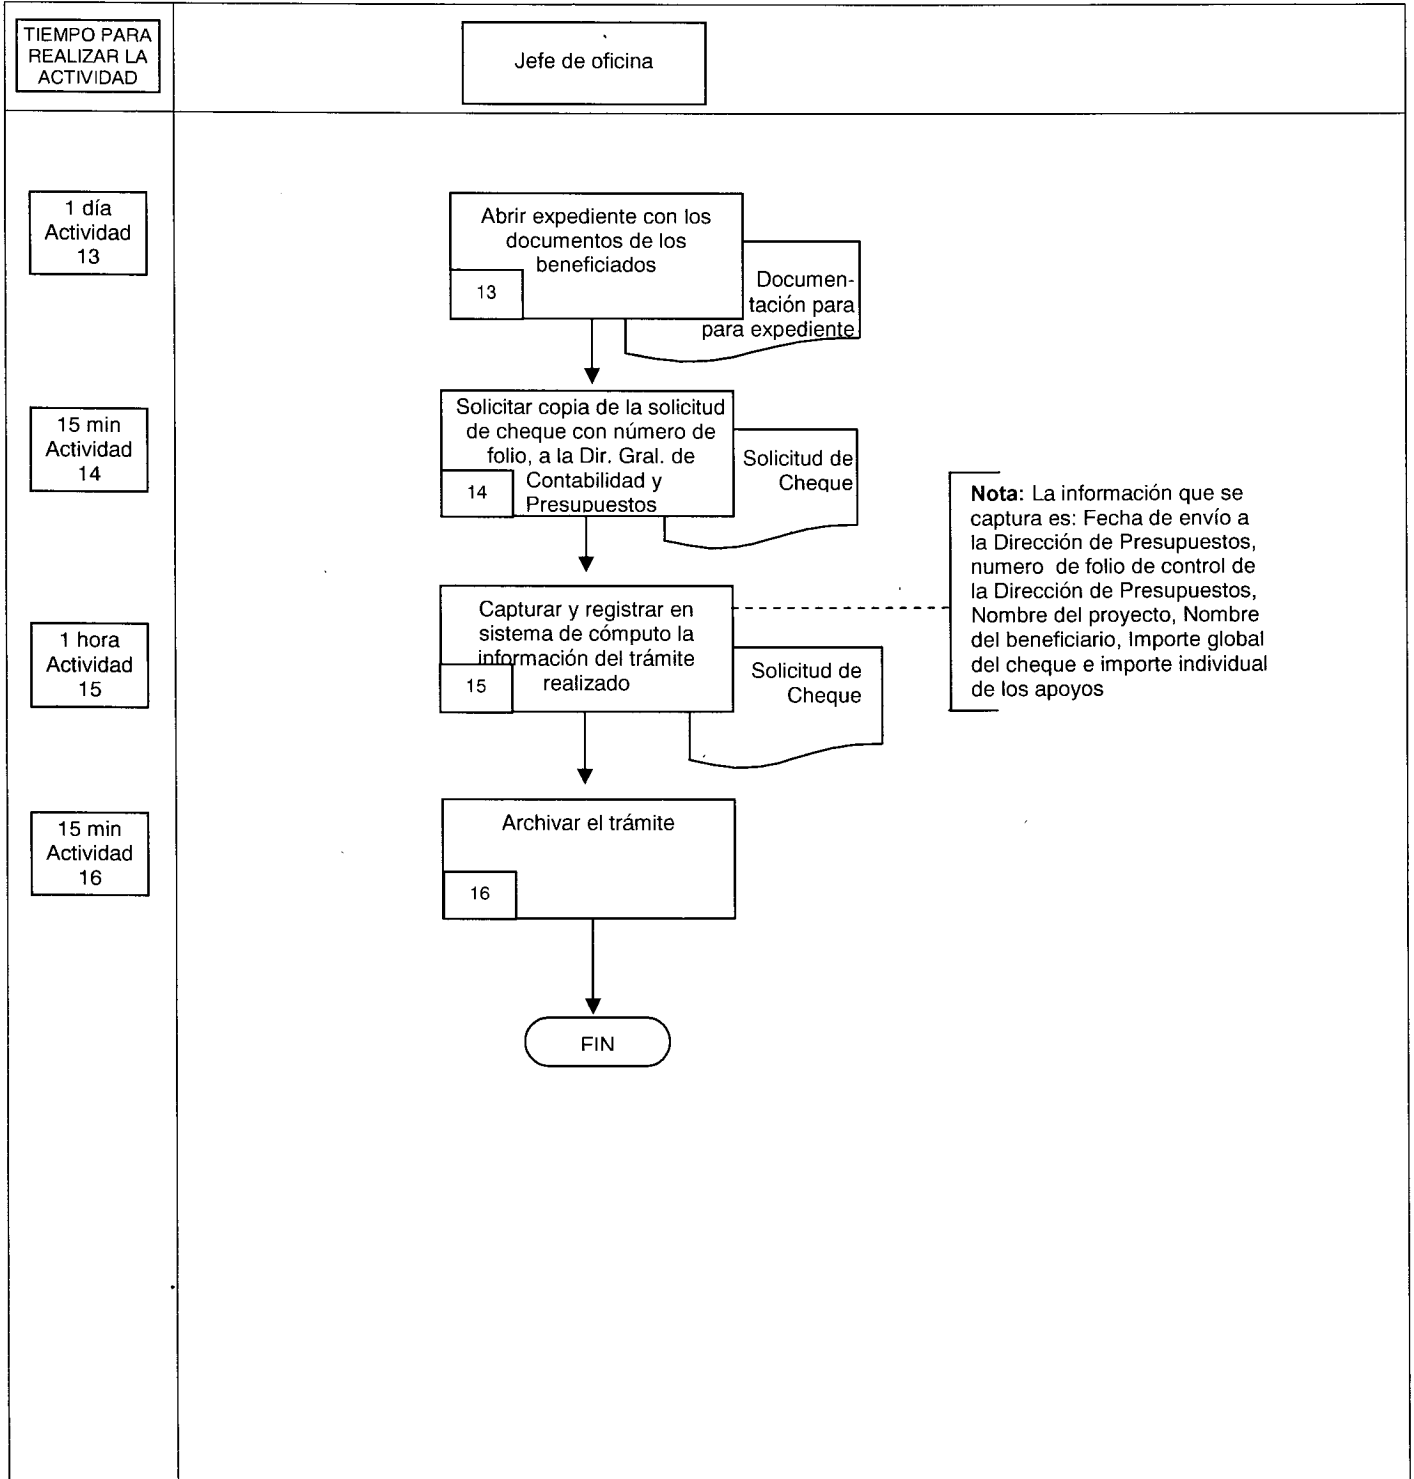 TIEMPO PARA
REALIZAR LA
ACTIVIDAD
Jefe de oficina
1 día
Actividad
13
Abrir expediente con los
documentos de los
beneficiados
13
Documen-
tación para
para expediente
15 min
Actividad
14
Solicitar copia de la solicitud
de cheque con número de
folio, a la Dir. Gral. de
Contabilidad y
Presupuestos
14
Solicitud de
Cheque
Nota: La información que se
captura es: Fecha de envío a
la Dirección de Presupuestos,
numero de folio de control de
la Dirección de Presupuestos,
Nombre del proyecto, Nombre
del beneficiario, Importe global
del cheque e importe individual
de los apoyos
1 hora
Actividad
15
Capturar y registrar en
sistema de cómputo la
información del trámite
realizado
15
Solicitud de
Cheque
15 min
Actividad
16
Archivar el trámite
16
FIN